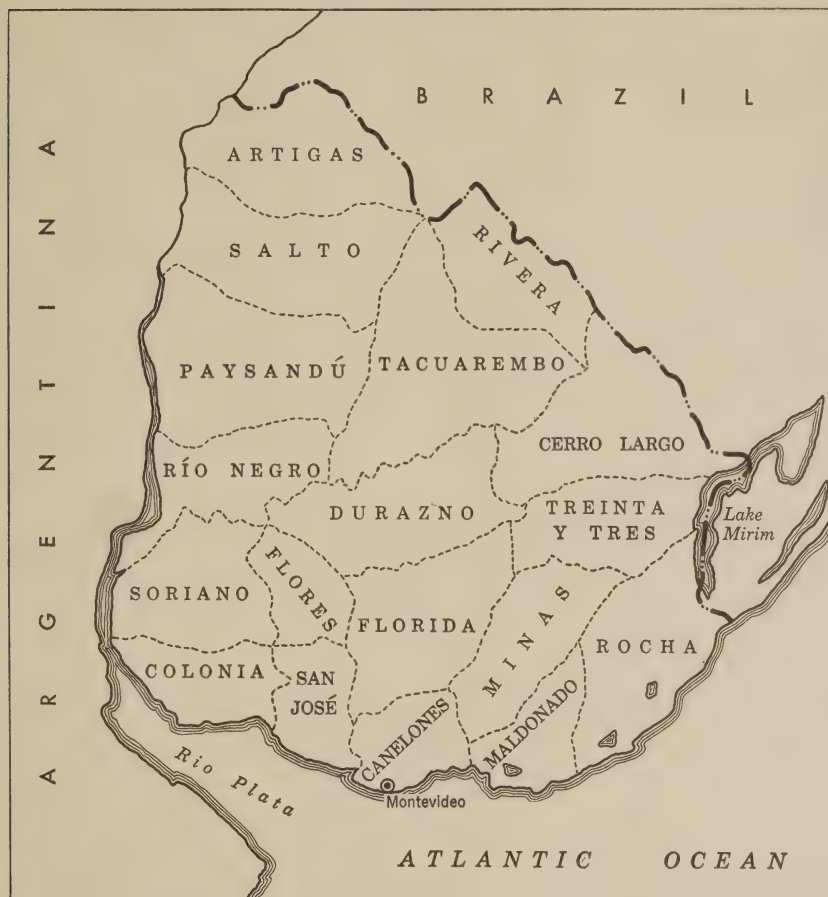 BRAZIL
ARGENTINA
ARTIGAS
SALTO
RIVERA
PAYSANDÚ
TACUAREMBO
CERRO LARGO
RÍO NEGRO
DURAZNO
TREINTA
Y TRES
Lake
Mirim
SORIANO
FLORES
FLORIDA
MINAS
ROCHA
COLONIA
SAN
JOSÉ
CANELONES
MALDONADO
Rio Plata
Montevideo
ATLANTIC OCEAN